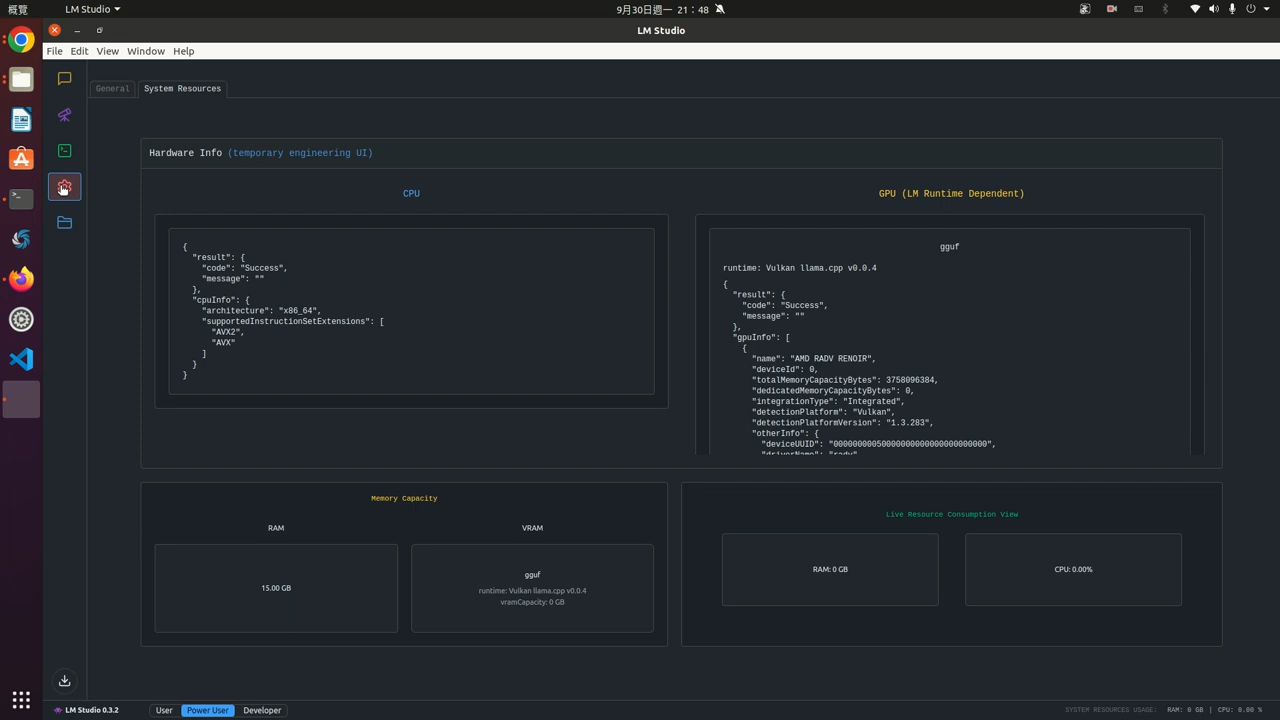 概覽
LM Studio
9月30日週一 21：48
LM Studio
File Edit View Window Help
General
System Resources
Hardware Info (temporary engineering UI)
CPU
{
"result": {
"code": "Success",
"message": ""
},
"cpuInfo": {
"architecture": "x86_64",
"supportedInstructionSetExtensions": [
"AVX2",
"AVX"
]
}
}
GPU (LM Runtime Dependent)
gguf
runtime: Vulkan llama.cpp v0.0.4
{
"result": {
"code": "Success",
"message": ""
},
"gpuInfo": [
{
"name": "AMD RADV RENOIR",
"deviceId": 0,
"totalMemoryCapacityBytes": 3758096384,
"dedicatedMemoryCapacityBytes": 0,
"integrationType": "Integrated",
"detectionPlatform": "Vulkan",
"detectionPlatformVersion": "1.3.283",
"otherInfo": {
"driverName": "radv"
Memory Capacity
RAM
15.00 GB
VRAM
gguf
runtime: Vulkan llama.cpp v0.0.4
vramCapacity: 0 GB
Live Resource Consumption View
RAM: 0 GB
CPU: 0.00%
LM Studio 0.3.2
User
Power User
Developer
SYSTEM RESOURCES USAGE: RAM: 0 GB | CPU: 0.00 %